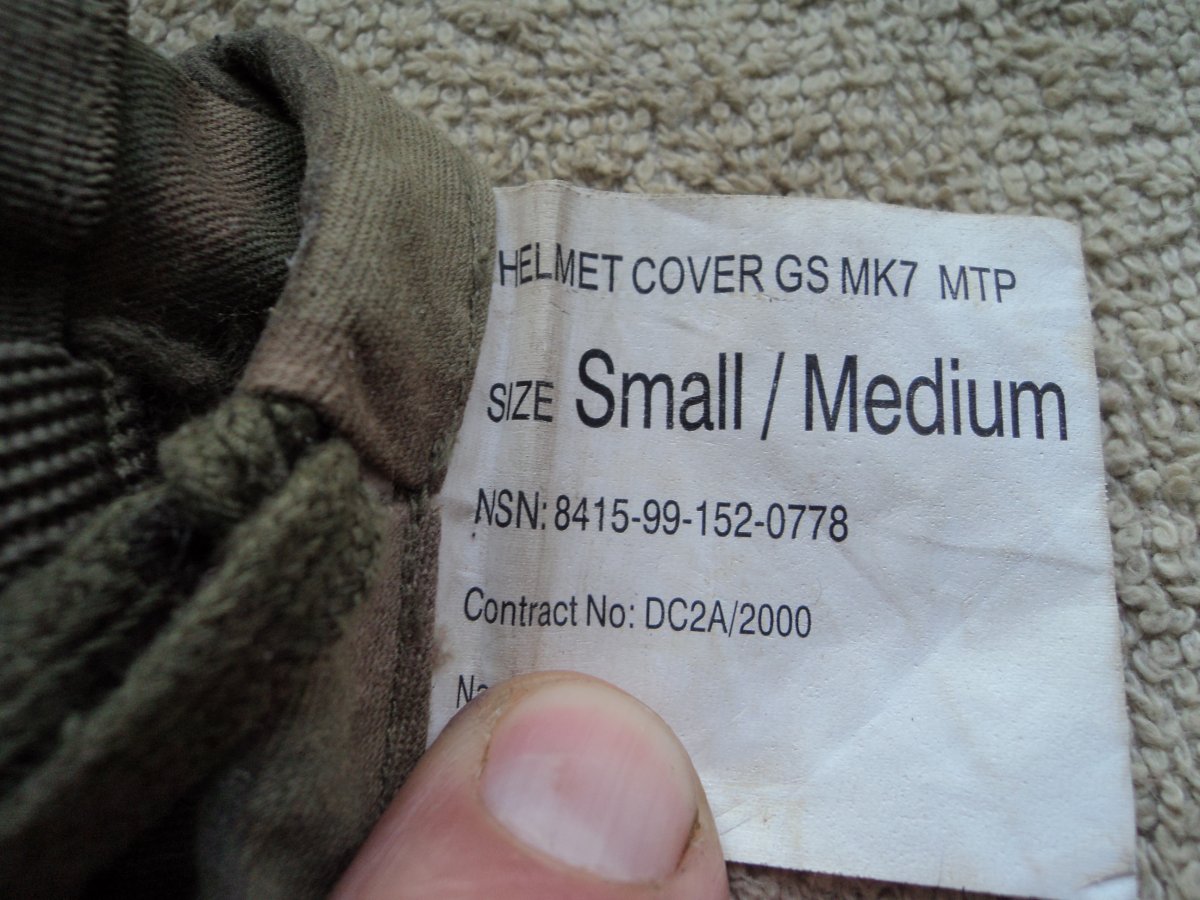 HELMET COVER GS MK7 MTP
SIZE Small / Medium
NSN: 8415-99-152-0778
Contract No: DC2A/2000